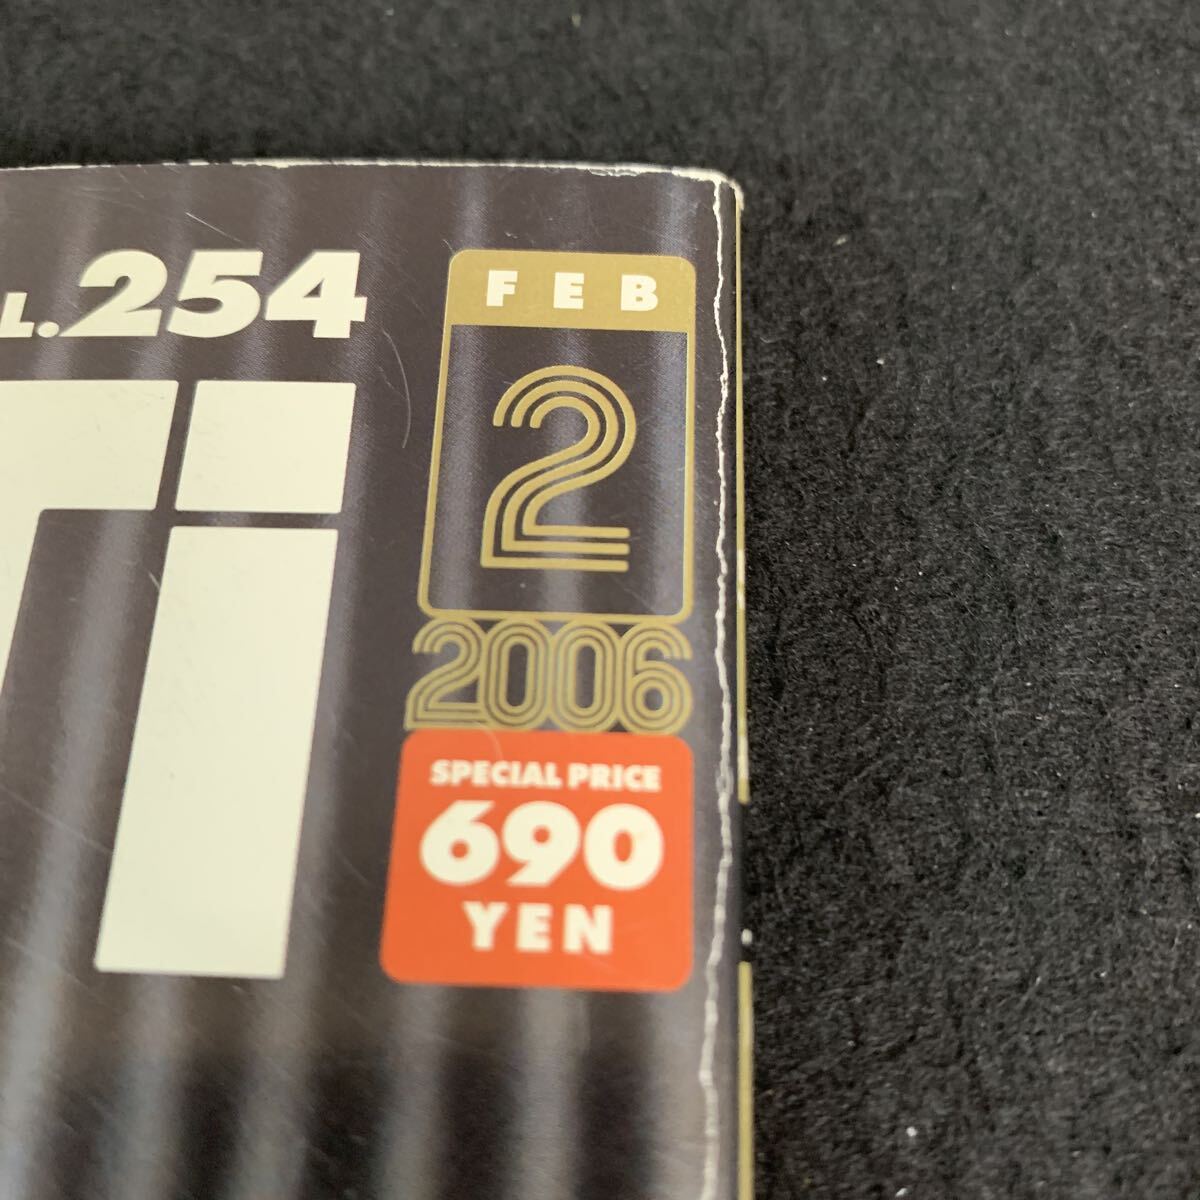 L.254
Ti
FEB
2
2006
SPECIAL PRICE
690
YEN